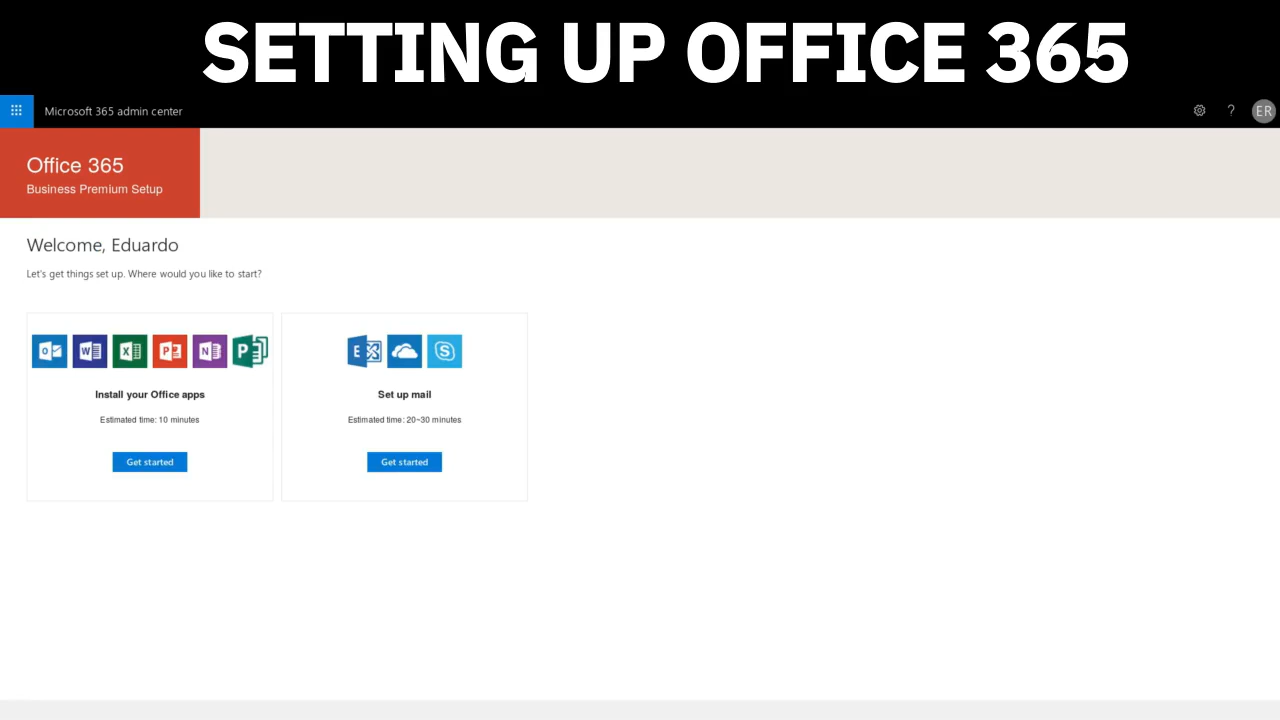 SETTING UP OFFICE 365
Microsoft 365 admin center
? ER
Office 365
Business Premium Setup
Welcome, Eduardo
Let's get things set up. Where would you like to start?
O W X P N P
E S
Install your Office apps
Set up mail
Estimated time: 10 minutes
Estimated time: 20~30 minutes
Get started
Get started